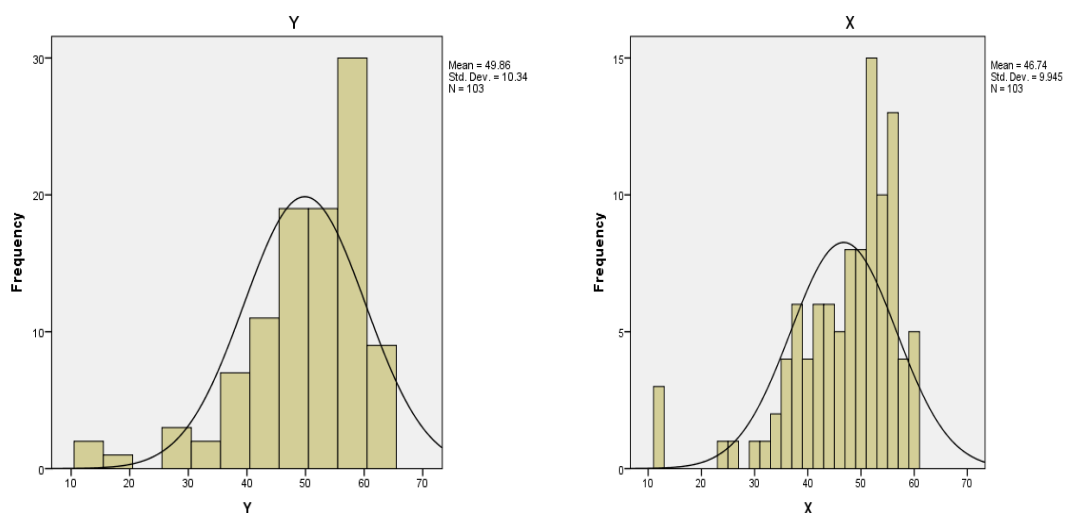 Y
30
20
10
0
Frequency
10 20 30 40 50 60 70
Y
Mean = 49.86
Std. Dev. = 10.34
N = 103
X
15
10
5
0
Frequency
10 20 30 40 50 60 70
X
Mean = 46.74
Std. Dev. = 9.945
N = 103